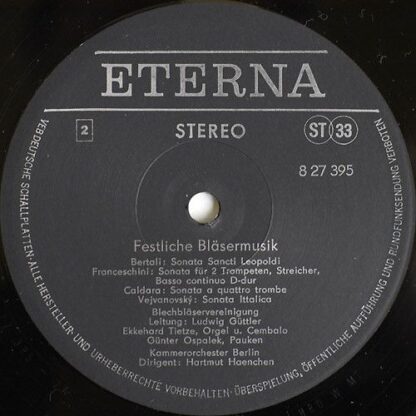 ETERNA
2
STEREO
ST 33
8 27 395
Festliche Bläsermusik
Bertali: Sonata Sancti Leopoldi
Franceschini: Sonata für 2 Trompeten, Streicher,
Basso continuo D-dur
Caldara: Sonata a quattro trombe
Vejvanovský: Sonata Ittalica
Blechbläservereinigung
Leitung: Ludwig Güttler
Ekkehard Tietze, Orgel u. Cembalo
Günter Ospalek, Pauken
Kammerorchester Berlin
Dirigent: Hartmut Haenchen
VEB DEUTSCHE SCHALLPLATTEN · ALLE HERSTELLER- UND URHEBERRECHTE VORBEHALTEN · ÜBERSPIELUNG, ÖFFENTLICHE AUFFÜHRUNG UND RUNDFUNKSENDUNG VERBOTEN